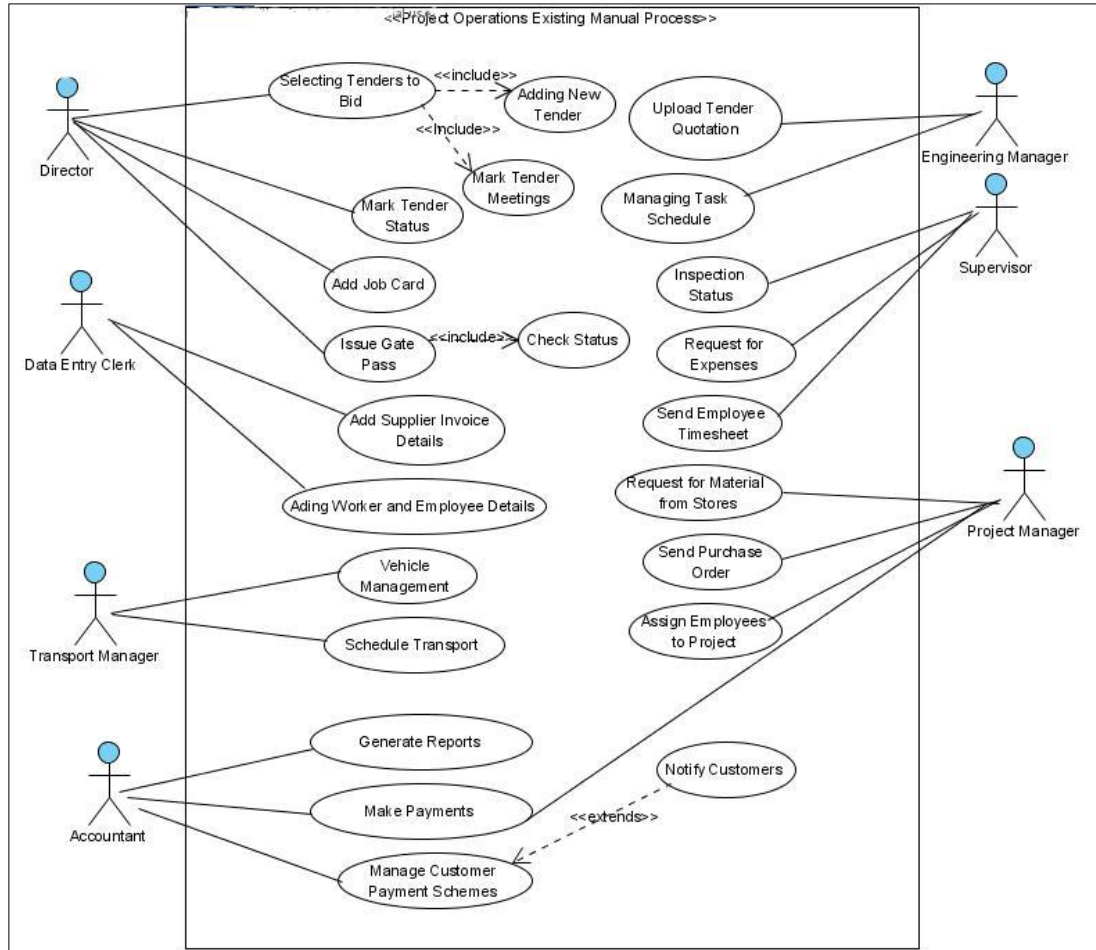 <<Project Operations Existing Manual Process>>
Selecting Tenders to
Bid
<<include>>
Adding New
Tender
<<Include>>
Mark Tender
Meetings
Upload Tender
Quotation
Engineering Manager
Director
Managing Task
Schedule
Mark Tender
Status
Supervisor
Inspection
Status
Add Job Card
Data Entry Clerk
Issue Gate
Pass
<<include>>
Check Status
Request for
Expenses
Add Supplier Invoice
Details
Send Employee
Timesheet
Ading Worker and Employee Details
Request for Material
from Stores
Project Manager
Vehicle
Management
Send Purchase
Order
Transport Manager
Schedule Transport
Assign Employees
to Project
Generate Reports
Notify Customers
Make Payments
<<extends>>
Accountant
Manage Customer
Payment Schemes